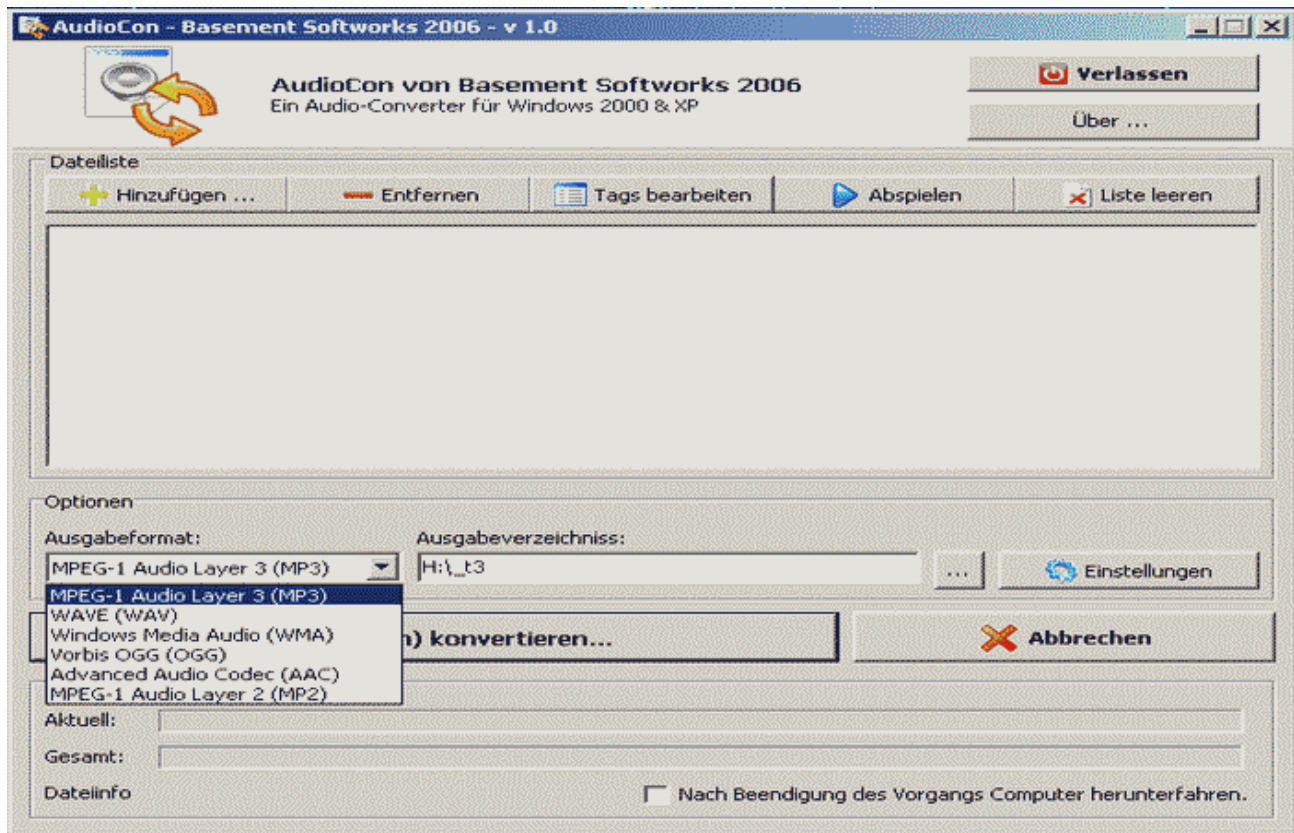 AudioCon - Basement Softworks 2006 - v 1.0
AudioCon von Basement Softworks 2006
Ein Audio-Converter für Windows 2000 & XP
Verlassen
Über ...
Dateiliste
Hinzufügen ...
Entfernen
Tags bearbeiten
Abspielen
Liste leeren
Optionen
Ausgabeformat:
Ausgabeverzeichniss:
MPEG-1 Audio Layer 3 (MP3)
H:\_t3
...
Einstellungen
MPEG-1 Audio Layer 3 (MP3)
WAVE (WAV)
Windows Media Audio (WMA)
Vorbis OGG (OGG)
Advanced Audio Codec (AAC)
MPEG-1 Audio Layer 2 (MP2)
) konvertieren...
Abbrechen
Aktuell:
Gesamt:
Dateiinfo
Nach Beendigung des Vorgangs Computer herunterfahren.